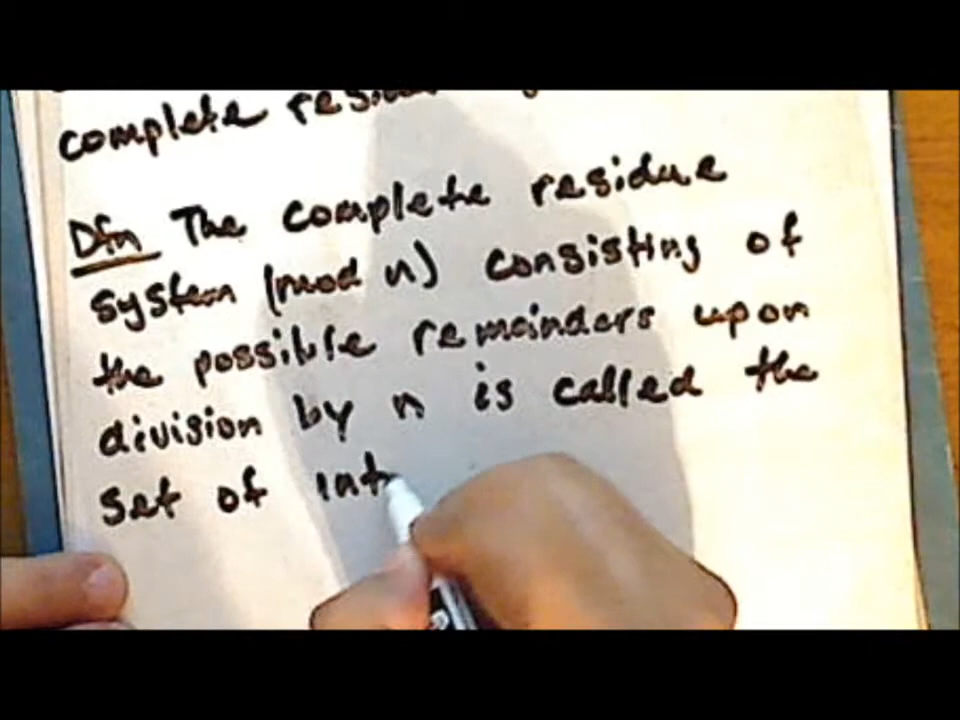 complete
Dfn The complete residue
system (mod n) consisting of
the possible remainders upon
division by n is called the
set of int